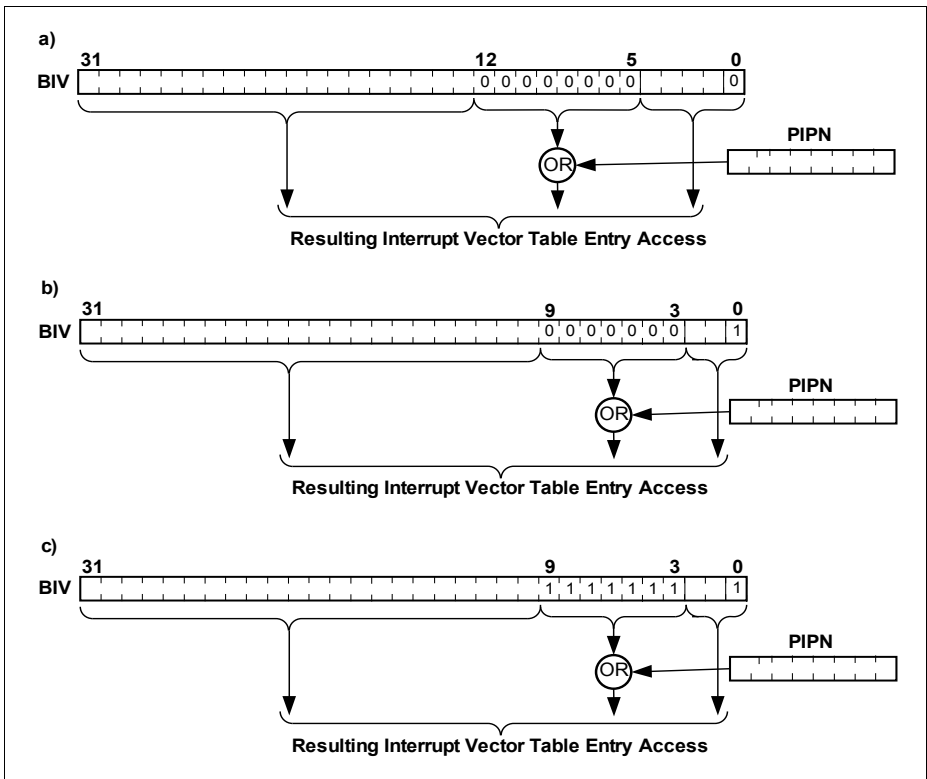 a)
31 12 5 0
BIV 0 0 0 0 0 0 0 0 0
PIPN
OR
Resulting Interrupt Vector Table Entry Access
b)
31 9 3 0
BIV 0 0 0 0 0 0 0 1
PIPN
OR
Resulting Interrupt Vector Table Entry Access
c)
31 9 3 0
BIV 1 1 1 1 1 1 1 1
PIPN
OR
Resulting Interrupt Vector Table Entry Access